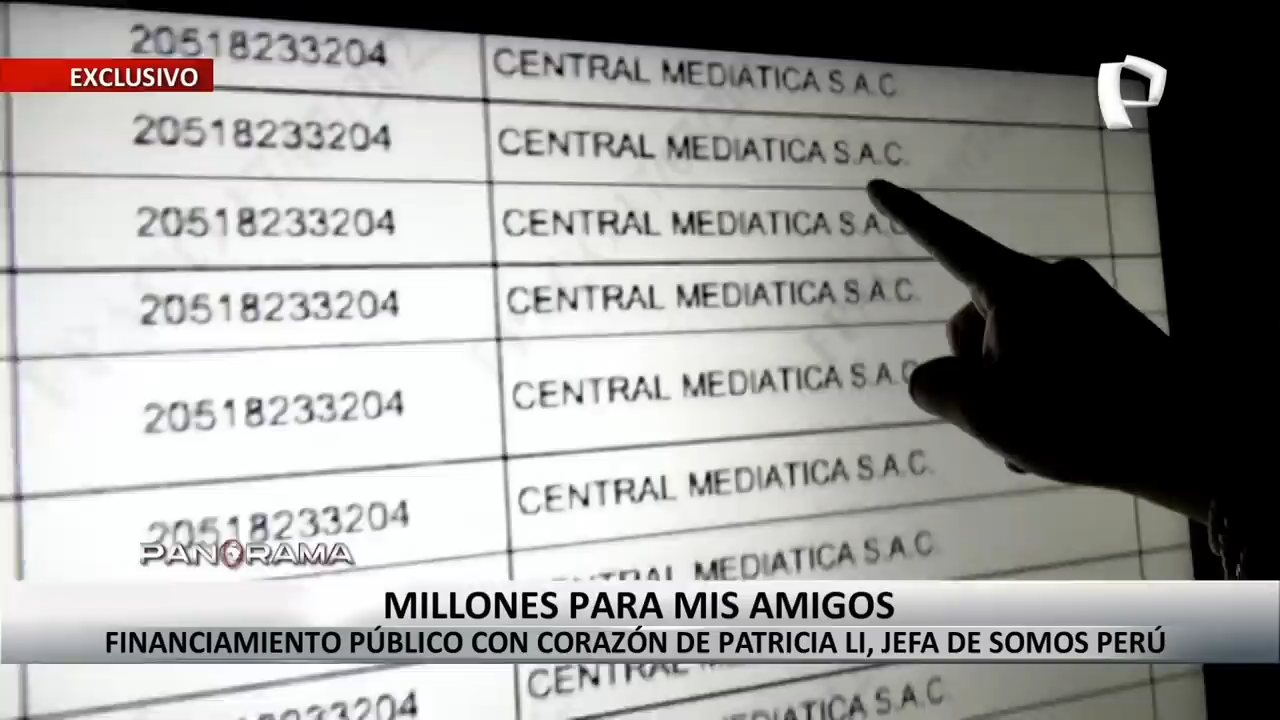 20518233204 CENTRAL MEDIATICA S.A.C
EXCLUSIVO
20518233204 CENTRAL MEDIATICA S.A.C.
20518233204 CENTRAL MEDIATICA S.A.C
20518233204 CENTRAL MEDIATICA S.A.C.
20518233204 CENTRAL MEDIATICA S.A.C
20518233204 CENTRAL MEDIATICA S.A.C.
PANORAMA
MEDIATICA S.A.C.
MILLONES PARA MIS AMIGOS
FINANCIAMIENTO PÚBLICO CON CORAZÓN DE PATRICIA LI, JEFA DE SOMOS PERÚ
CENTRAL MEDIATICA S.A.C.
20518233204 MEDIATICA S.A.C.